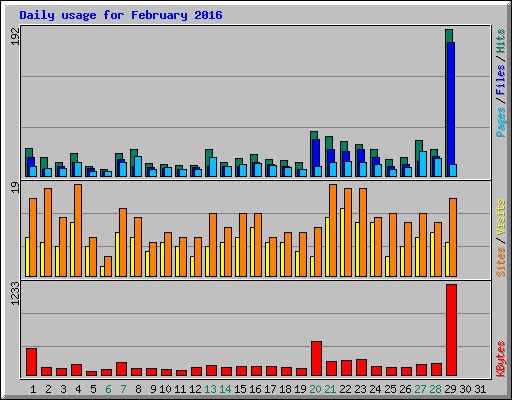 Daily usage for February 2016
192
Pages / Files / Hits
19
Sites / Visits
1233
KBytes
1 2 3 4 5 6 7 8 9 10 11 12 13 14 15 16 17 18 19 20 21 22 23 24 25 26 27 28 29 30 31